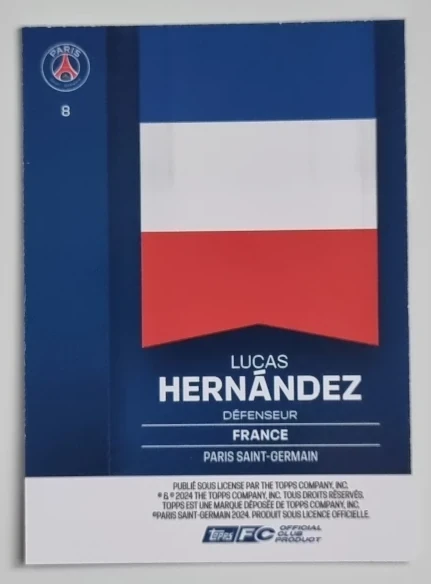 PARIS
8
LUCAS
HERNÁNDEZ
DÉFENSEUR
FRANCE
PARIS SAINT-GERMAIN
PUBLIÉ SOUS LICENSE PAR THE TOPPS COMPANY, INC.
® & © 2024 THE TOPPS COMPANY, INC. TOUS DROITS RÉSERVÉS.
TOPPS EST UNE MARQUE DÉPOSÉE DE TOPPS COMPANY, INC.
©PARIS SAINT-GERMAIN 2024. PRODUIT SOUS LICENCE OFFICIELLE.
TOPPS FC OFFICIAL
CLUB
PRODUCT